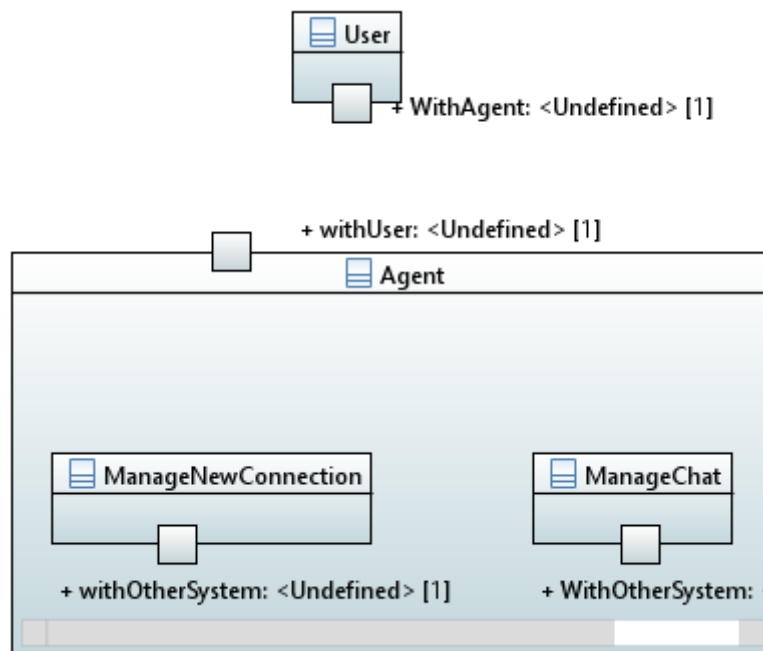 User
+ WithAgent: <Undefined> [1]
+ withUser: <Undefined> [1]
Agent
ManageNewConnection
ManageChat
+ withOtherSystem: <Undefined> [1]
+ WithOtherSystem: